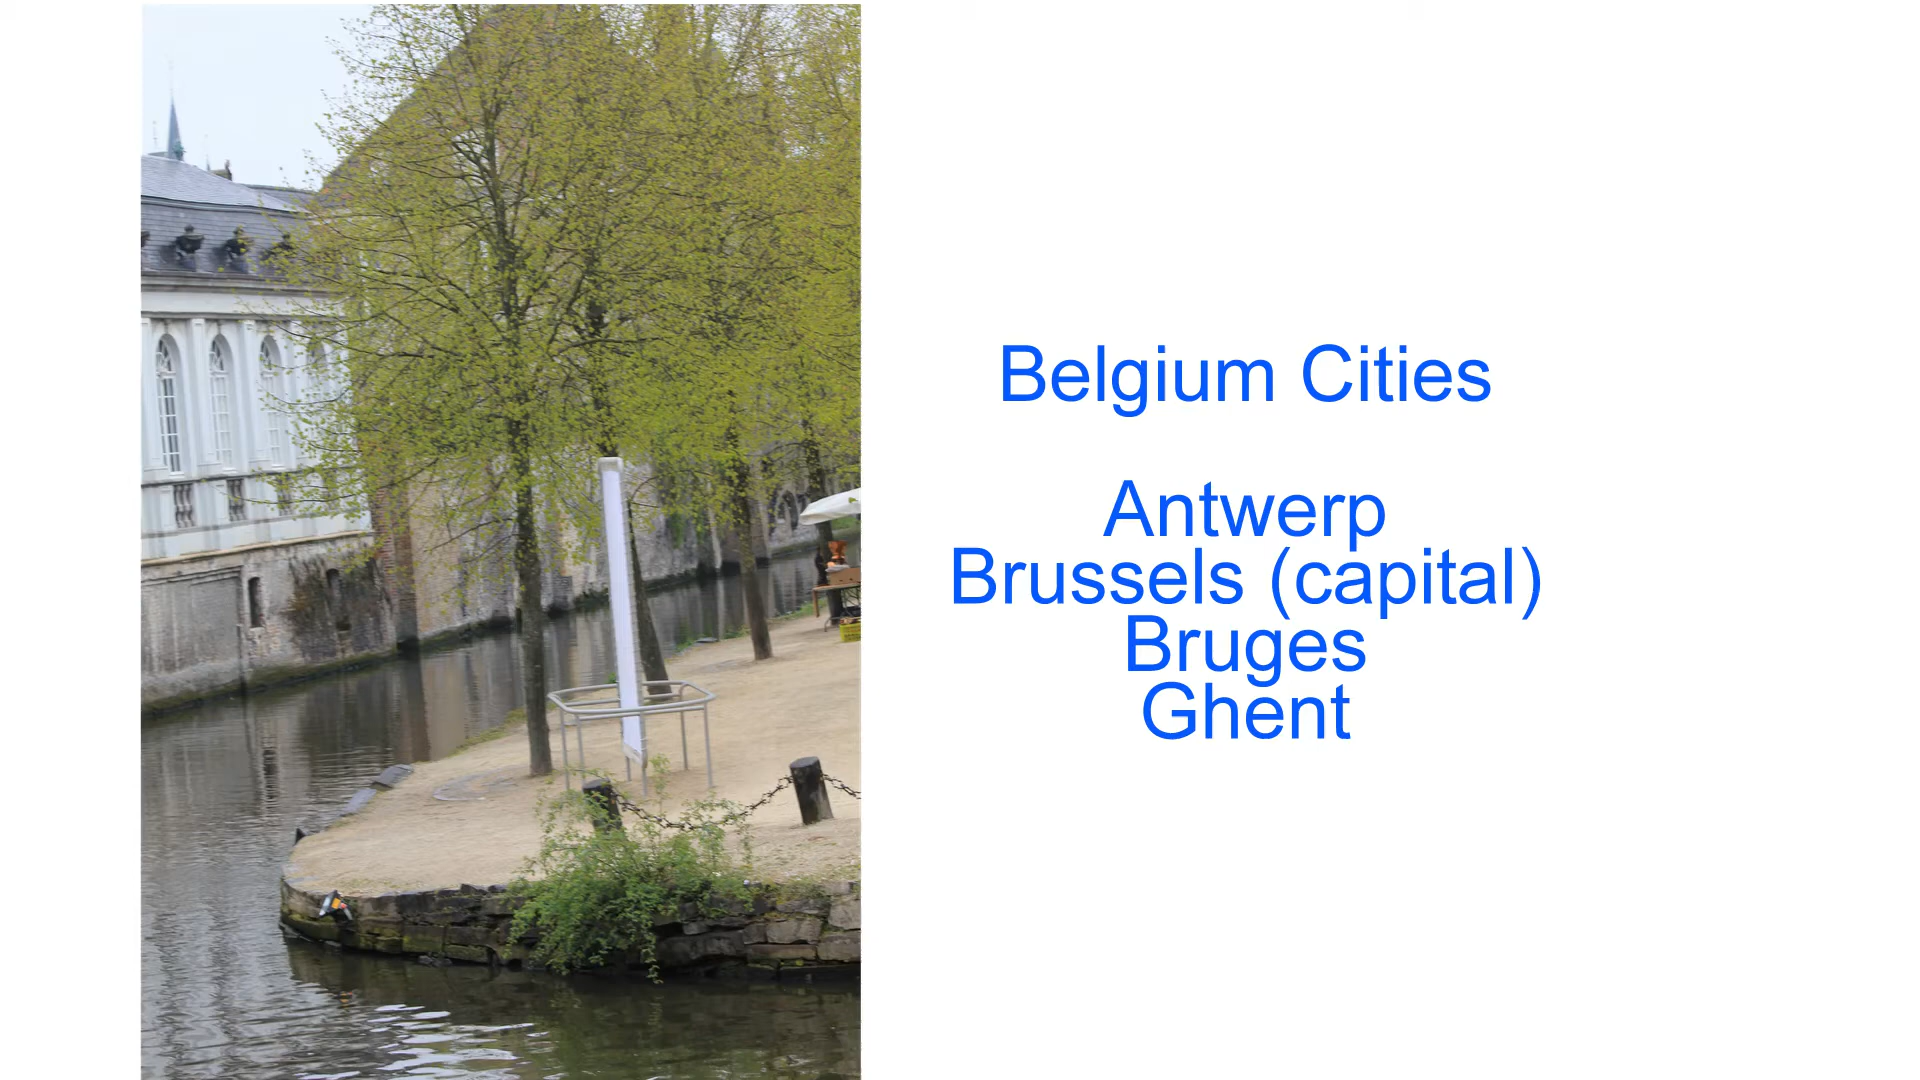 Belgium Cities
Antwerp
Brussels (capital)
Bruges
Ghent